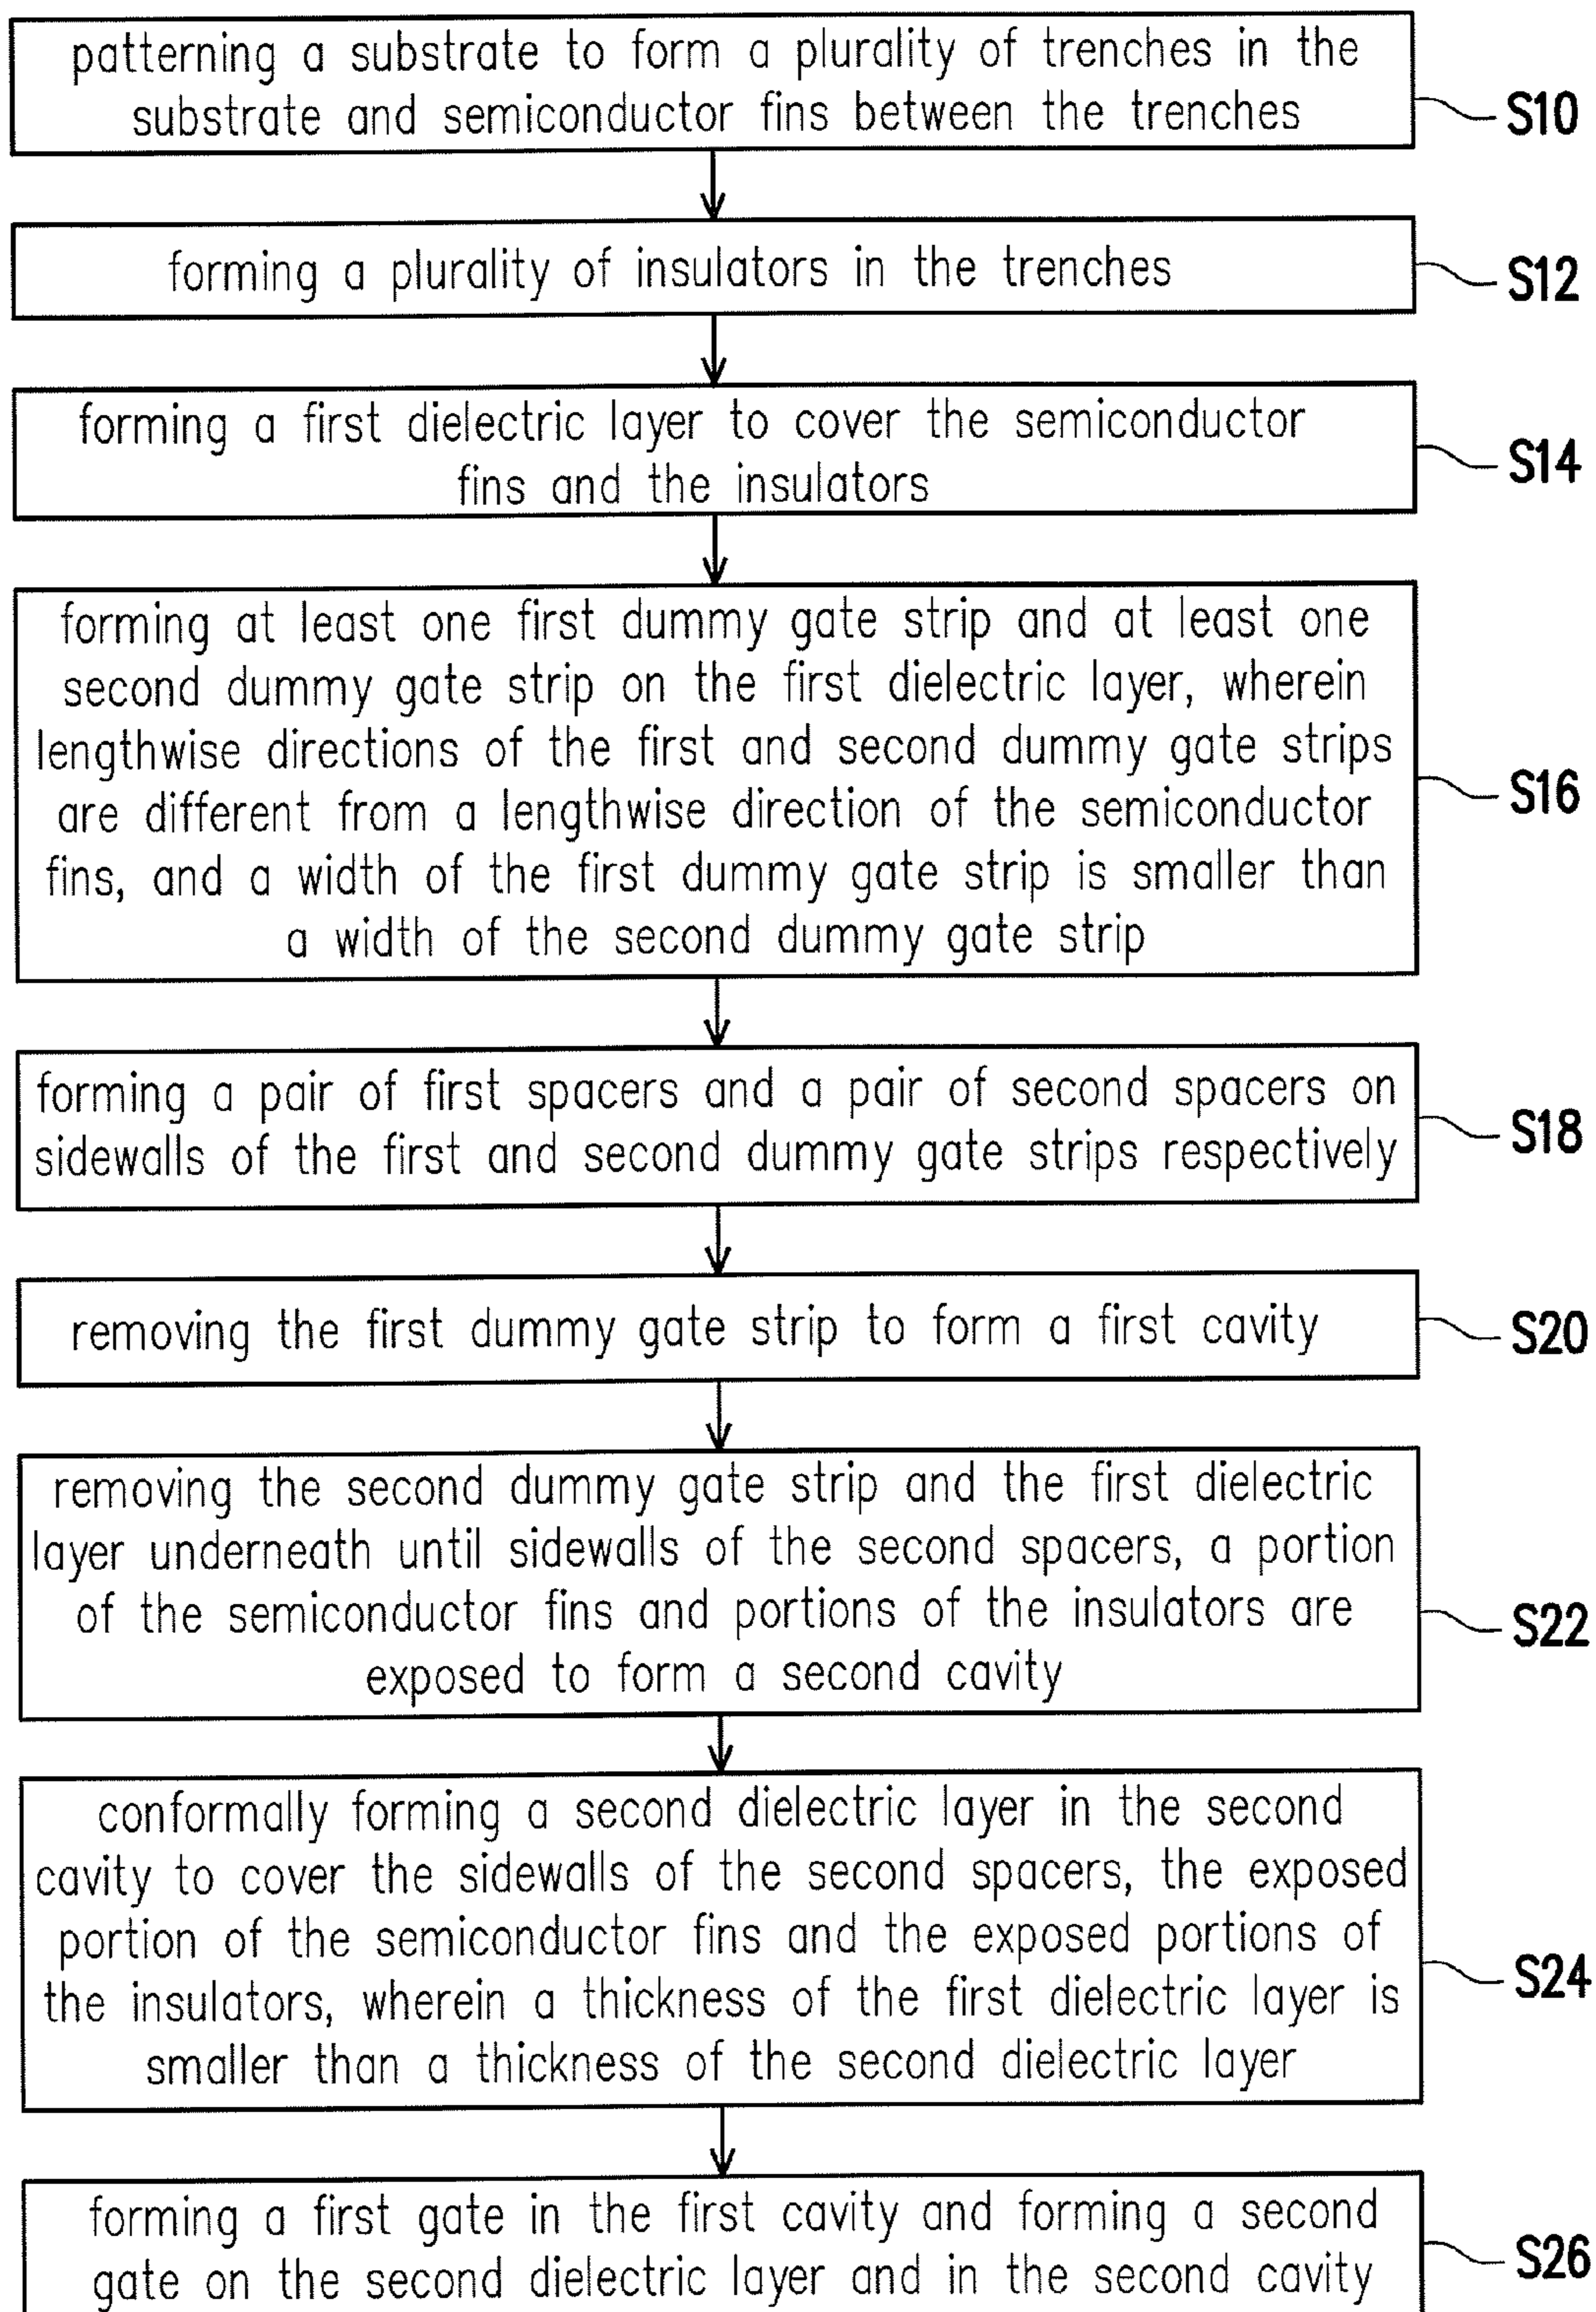 patterning a substrate to form a plurality of trenches in the
substrate and semiconductor fins between the trenches
S10
forming a plurality of insulators in the trenches
S12
forming a first dielectric layer to cover the semiconductor
fins and the insulators
S14
forming at least one first dummy gate strip and at least one
second dummy gate strip on the first dielectric layer, wherein
lengthwise directions of the first and second dummy gate strips
are different from a lengthwise direction of the semiconductor
fins, and a width of the first dummy gate strip is smaller than
a width of the second dummy gate strip
S16
forming a pair of first spacers and a pair of second spacers on
sidewalls of the first and second dummy gate strips respectively
S18
removing the first dummy gate strip to form a first cavity
S20
removing the second dummy gate strip and the first dielectric
layer underneath until sidewalls of the second spacers, a portion
of the semiconductor fins and portions of the insulators are
exposed to form a second cavity
S22
conformally forming a second dielectric layer in the second
cavity to cover the sidewalls of the second spacers, the exposed
portion of the semiconductor fins and the exposed portions of
the insulators, wherein a thickness of the first dielectric layer is
smaller than a thickness of the second dielectric layer
S24
forming a first gate in the first cavity and forming a second
gate on the second dielectric layer and in the second cavity
S26